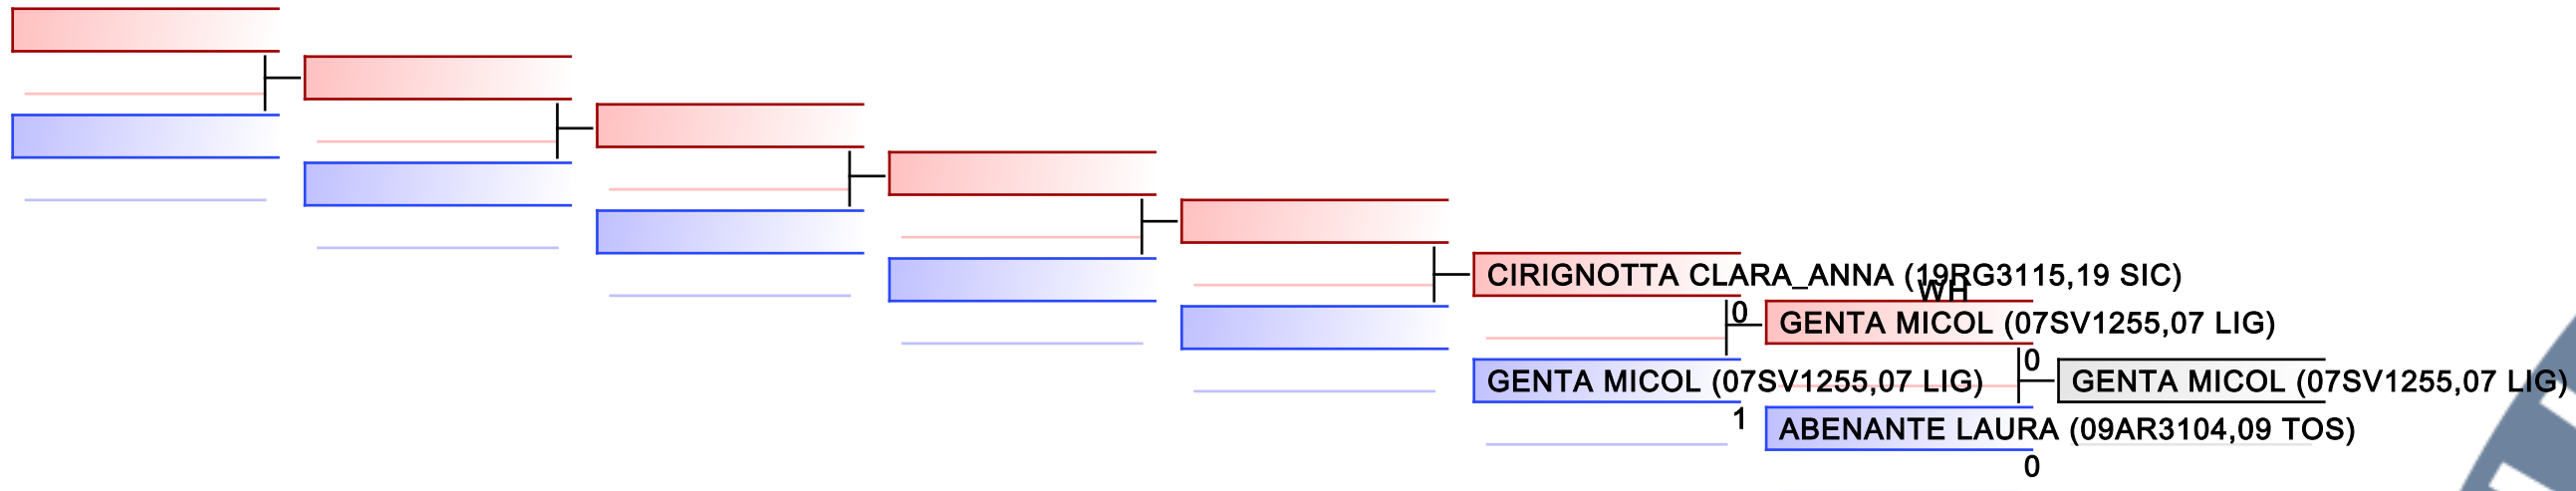 CIRIGNOTTA CLARA_ANNA (19RG3115,19 SIC)
WH
0
GENTA MICOL (07SV1255,07 LIG)
0
GENTA MICOL (07SV1255,07 LIG)
GENTA MICOL (07SV1255,07 LIG)
1
ABENANTE LAURA (09AR3104,09 TOS)
0